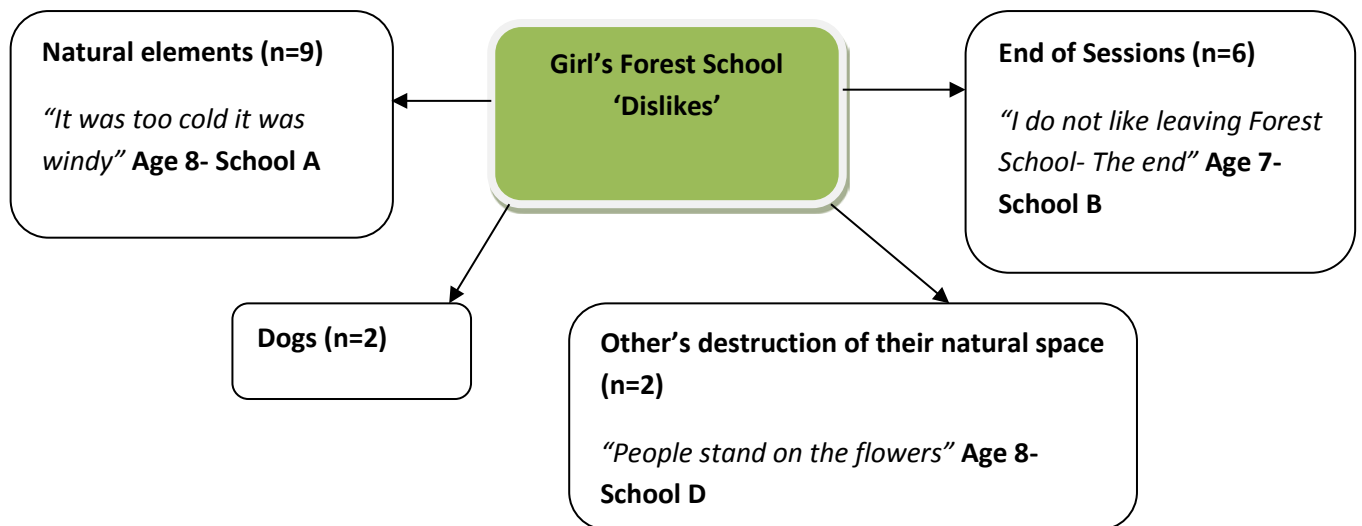 Girl’s Forest School
‘Dislikes’
Natural elements (n=9)
“It was too cold it was
windy” Age 8- School A
End of Sessions (n=6)
“I do not like leaving Forest
School- The end” Age 7-
School B
Dogs (n=2)
Other’s destruction of their natural space
(n=2)
“People stand on the flowers” Age 8-
School D